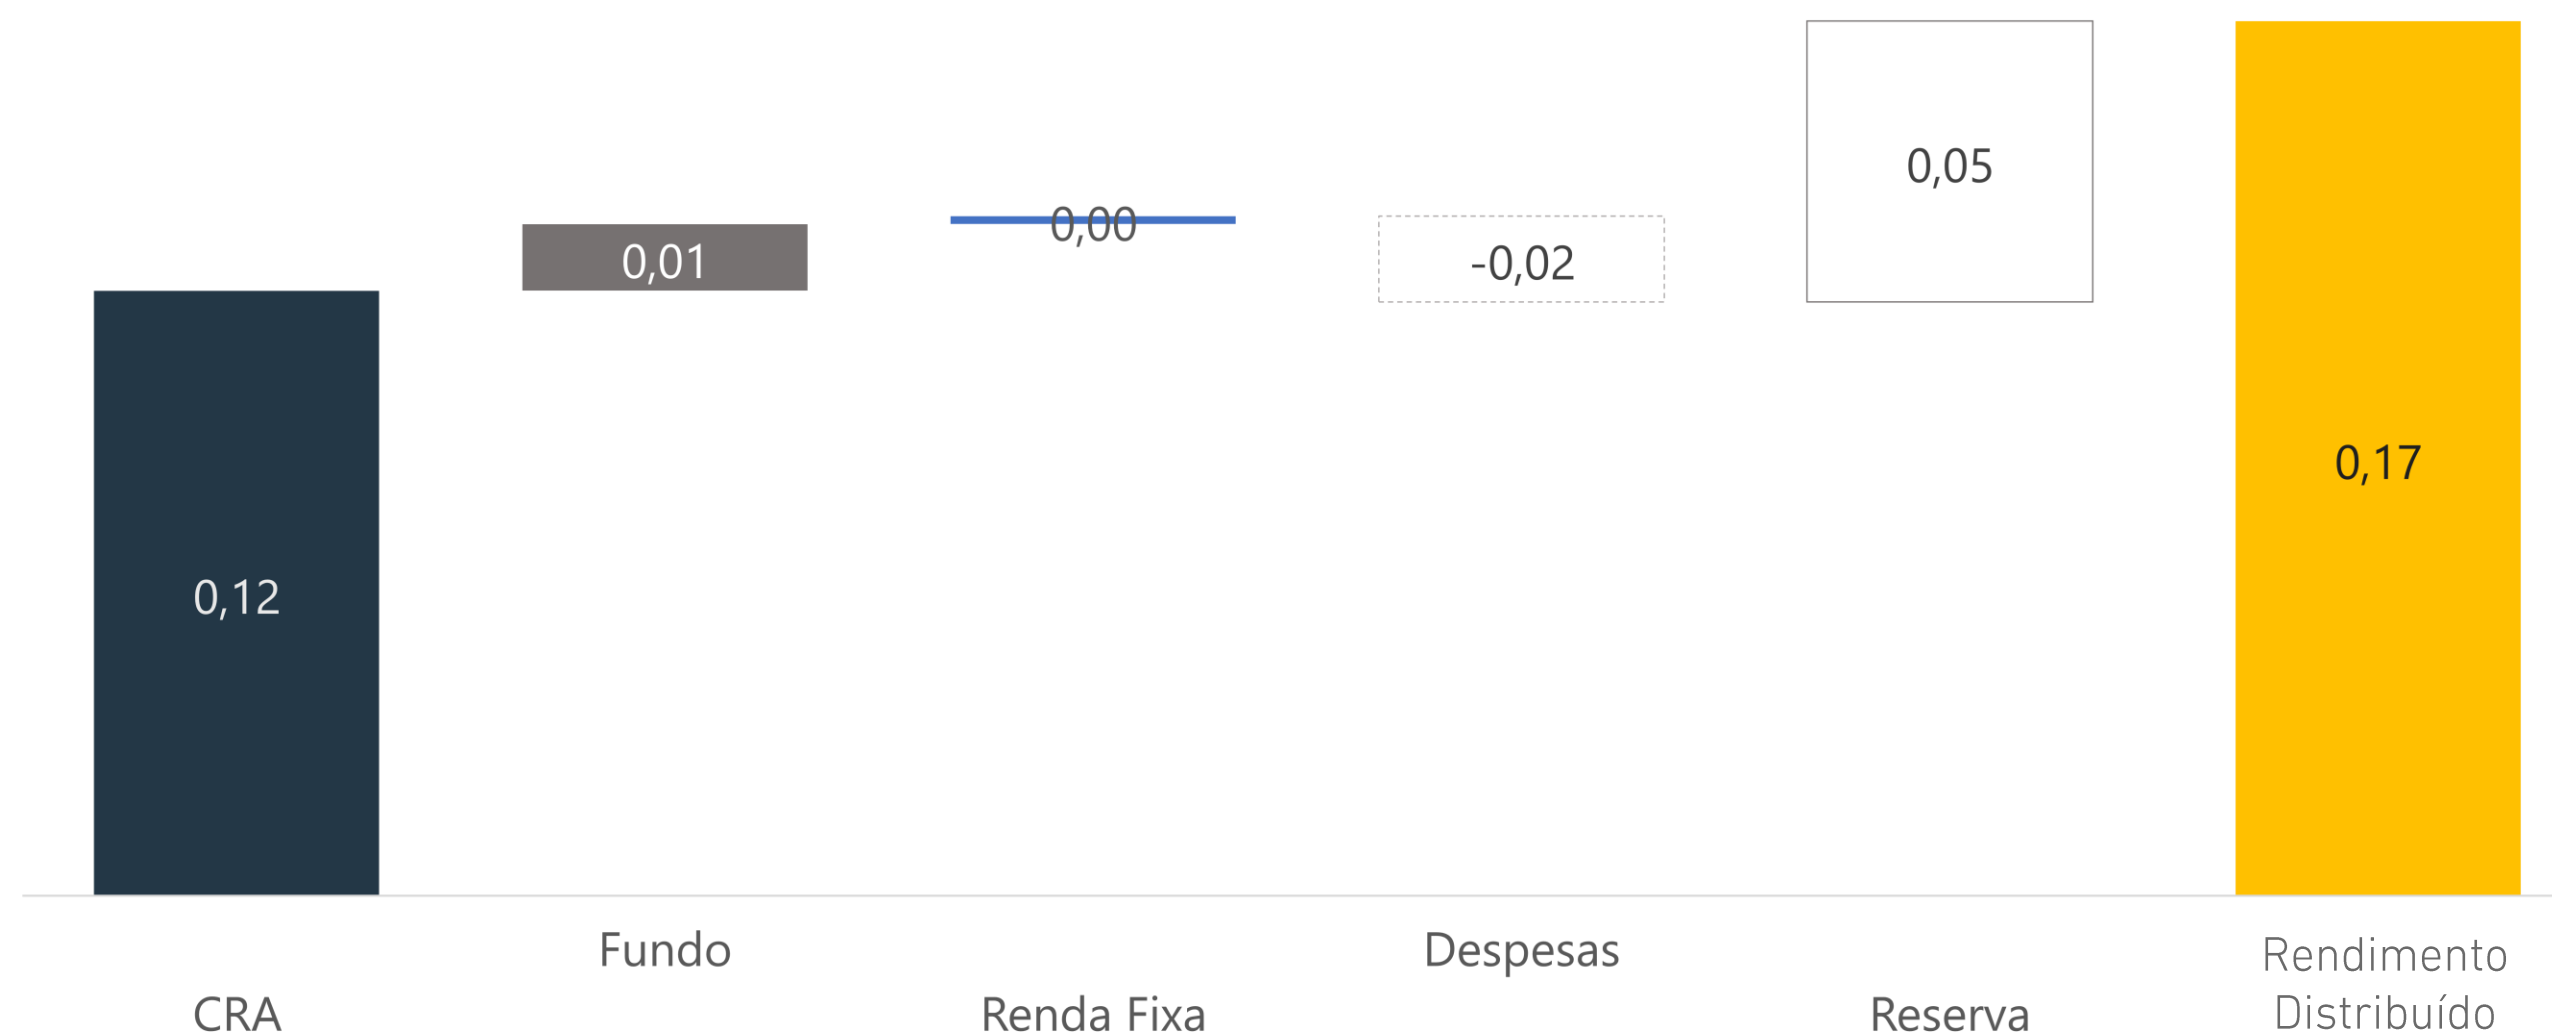 0,12
0,01
0,00
-0,02
0,05
0,17
CRA
Fundo
Renda Fixa
Despesas
Reserva
Rendimento
Distribuído